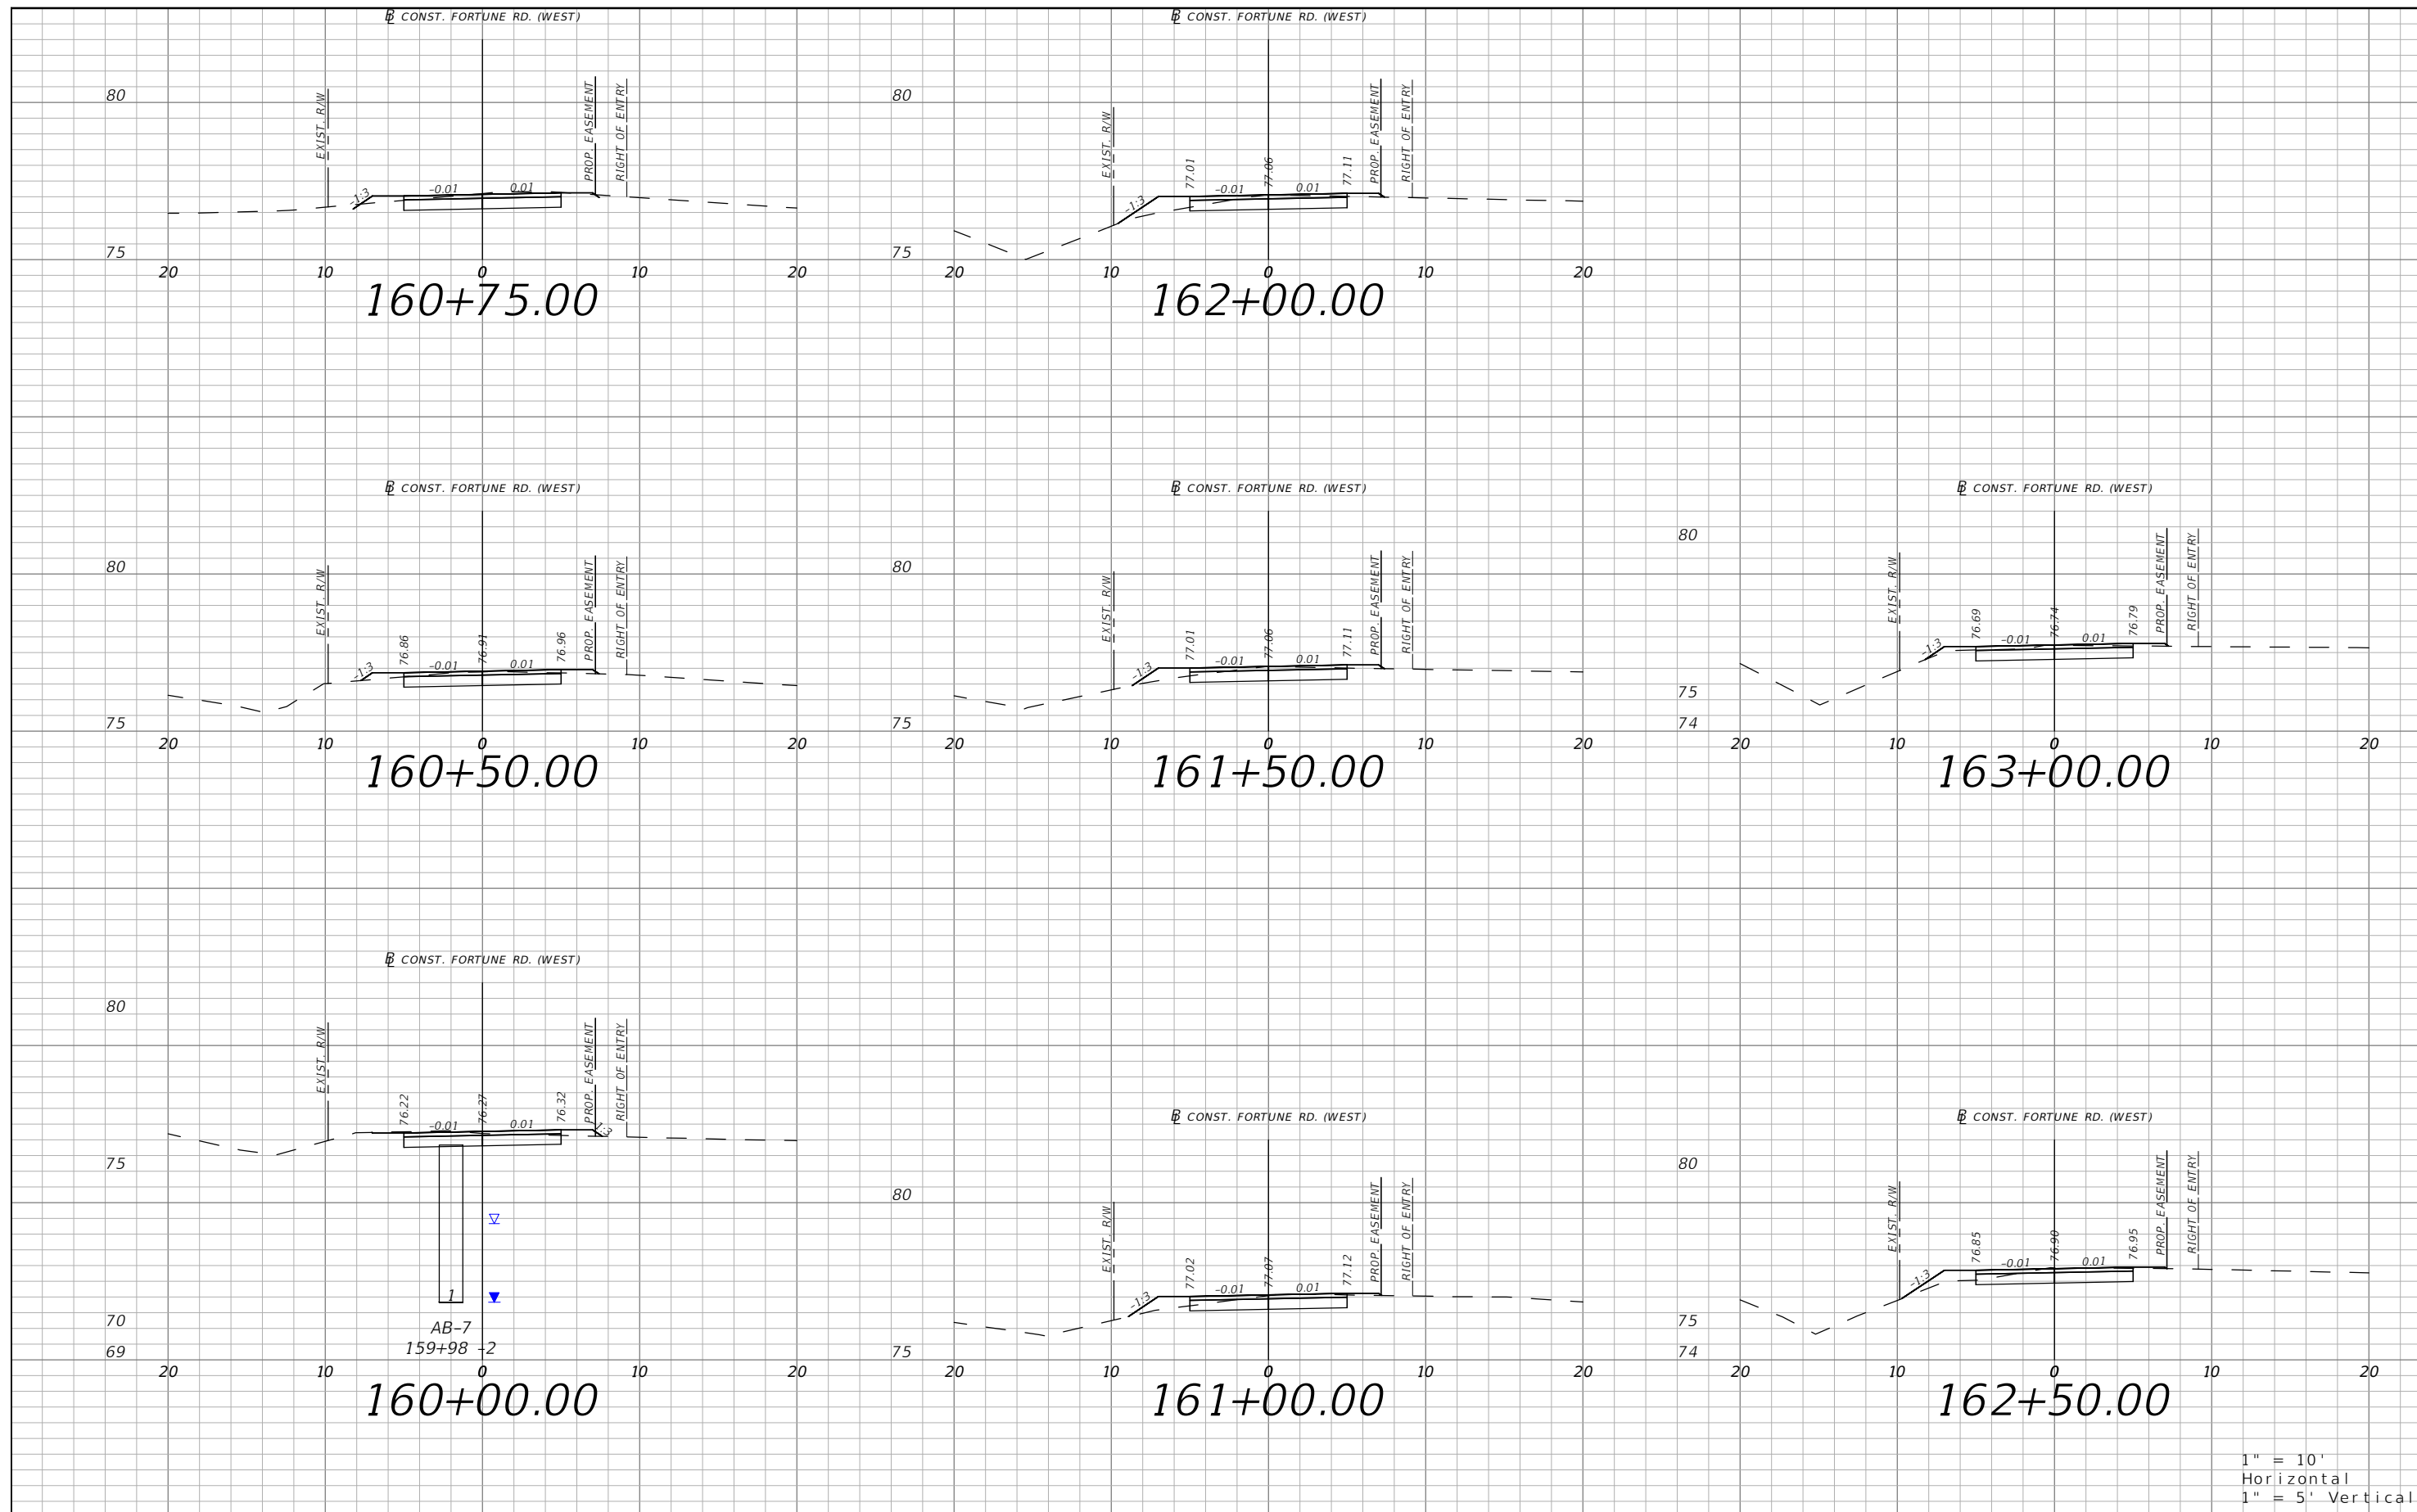 ℄ CONST. FORTUNE RD. (WEST)
80
EXIST. R/W
PROP. EASEMENT
RIGHT OF ENTRY
-1:3
-0.01
0.01
75
20 10 0 10 20
160+75.00
℄ CONST. FORTUNE RD. (WEST)
80
EXIST. R/W
77.01
77.06
77.11
PROP. EASEMENT
RIGHT OF ENTRY
-1:3
-0.01
0.01
75
20 10 0 10 20
162+00.00
℄ CONST. FORTUNE RD. (WEST)
80
EXIST. R/W
76.86
76.91
76.96
PROP. EASEMENT
RIGHT OF ENTRY
-1:3
-0.01
0.01
75
20 10 0 10 20
160+50.00
℄ CONST. FORTUNE RD. (WEST)
80
EXIST. R/W
77.01
77.06
77.11
PROP. EASEMENT
RIGHT OF ENTRY
-1:3
-0.01
0.01
75
20 10 0 10 20
161+50.00
℄ CONST. FORTUNE RD. (WEST)
80
EXIST. R/W
76.69
76.74
76.79
PROP. EASEMENT
RIGHT OF ENTRY
-1:3
-0.01
0.01
75
74
20 10 0 10 20
163+00.00
℄ CONST. FORTUNE RD. (WEST)
80
EXIST. R/W
76.22
76.27
76.32
PROP. EASEMENT
RIGHT OF ENTRY
-0.01
0.01
-1:3
75
1
AB-7
70
159+98 -2
69
20 10 0 10 20
160+00.00
℄ CONST. FORTUNE RD. (WEST)
80
EXIST. R/W
77.02
77.07
77.12
PROP. EASEMENT
RIGHT OF ENTRY
-1:3
-0.01
0.01
75
20 10 0 10 20
161+00.00
℄ CONST. FORTUNE RD. (WEST)
80
EXIST. R/W
76.85
76.90
76.95
PROP. EASEMENT
RIGHT OF ENTRY
-1:3
-0.01
0.01
75
74
20 10 0 10 20
162+50.00
1" = 10'
Horizontal
1" = 5' Vertical